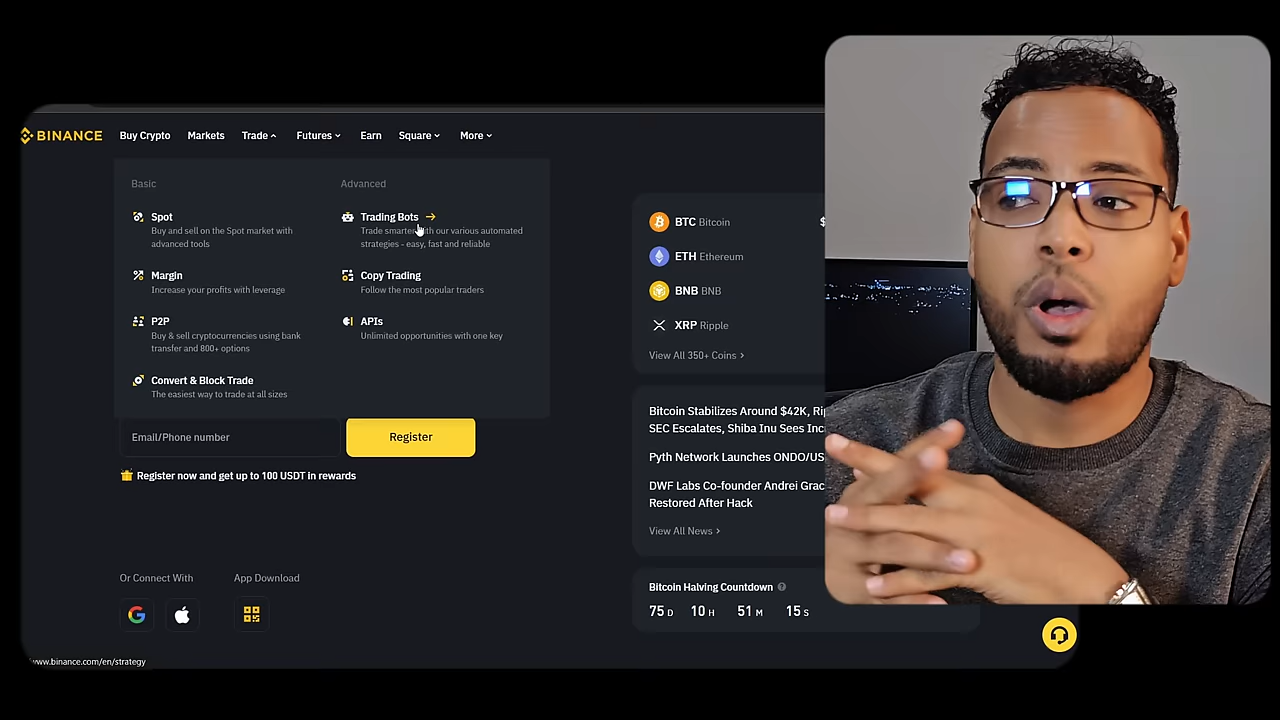 BINANCE
Buy Crypto
Markets
Trade
Futures
Earn
Square
More
Basic
Advanced
Spot
Buy and sell on the Spot market with
advanced tools
Margin
Increase your profits with leverage
P2P
Buy & sell cryptocurrencies using bank
transfer and 800+ options
Convert & Block Trade
The easiest way to trade at all sizes
Trading Bots
Trade smarter with our various automated
strategies - easy, fast and reliable
Copy Trading
Follow the most popular traders
APIs
Unlimited opportunities with one key
Email/Phone number
Register
Register now and get up to 100 USDT in rewards
Or Connect With
App Download
BTC Bitcoin
$
ETH Ethereum
BNB BNB
XRP Ripple
View All 350+ Coins >
Bitcoin Stabilizes Around $42K,
SEC Escalates, Shiba Inu Sees
Pyth Network Launches
DWF Labs Co-founder Andrei
Restored After Hack
View All News >
Bitcoin Halving Countdown
75 D 10 H 51 M 15 S
www.binance.com/en/strategy